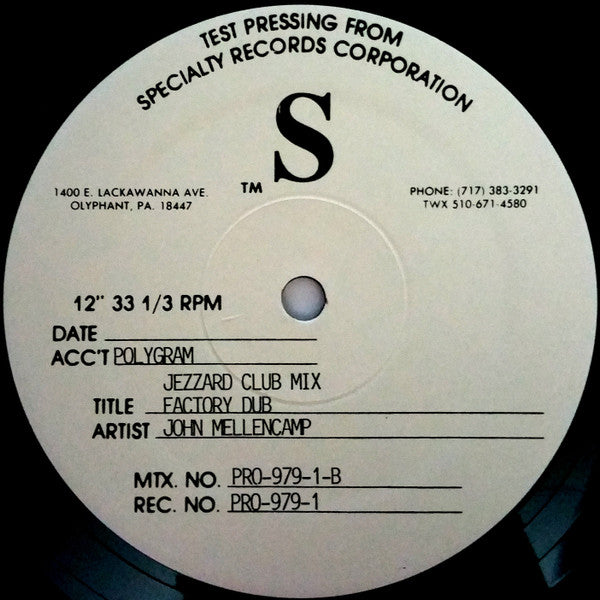 TEST PRESSING FROM
SPECIALTY RECORDS CORPORATION
S
TM
1400 E. LACKAWANNA AVE.
OLYPHANT, PA. 18447
PHONE: (717) 383-3291
TWX 510-671-4580
12" 33 1/3 RPM
DATE
ACC'T POLYGRAM
JEZZARD CLUB MIX
TITLE FACTORY DUB
ARTIST JOHN MELLENCAMP
MTX. NO. PRO-979-1-B
REC. NO. PRO-979-1